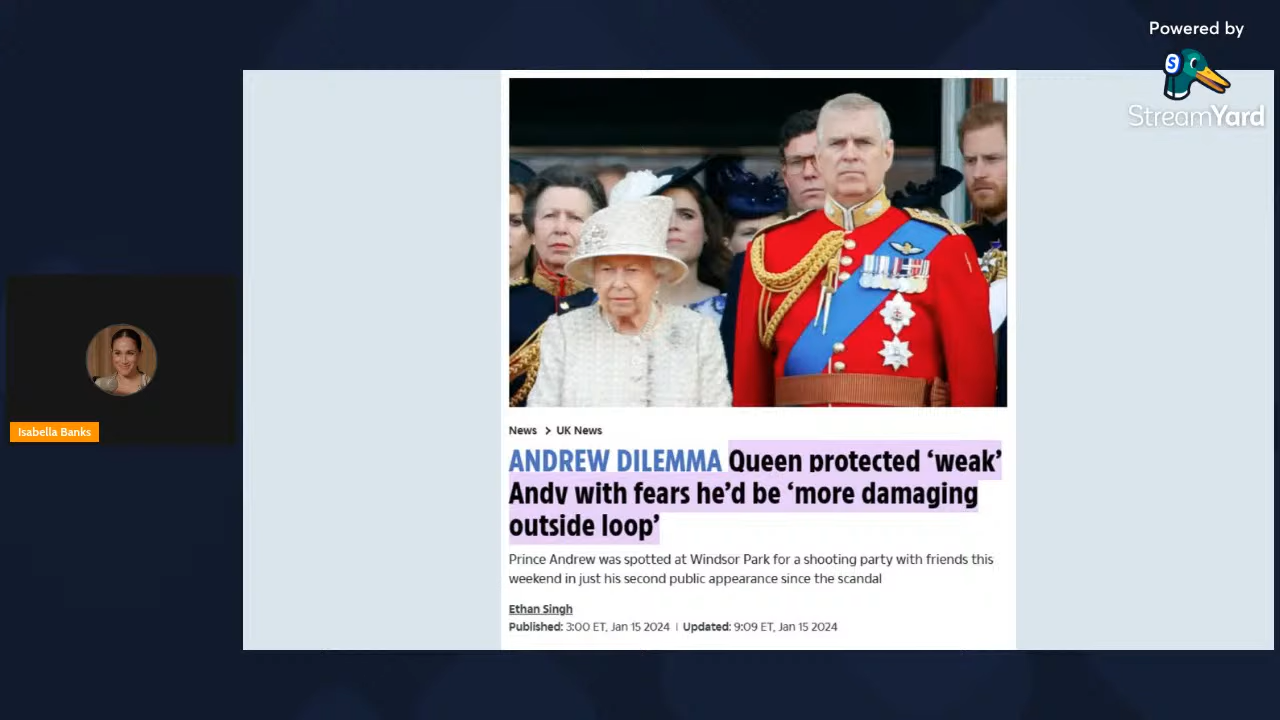 Powered by
S
StreamYard
Isabella Banks
News > UK News
ANDREW DILEMMA Queen protected ‘weak’
Andy with fears he’d be ‘more damaging
outside loop’
Prince Andrew was spotted at Windsor Park for a shooting party with friends this
weekend in just his second public appearance since the scandal
Ethan Singh
Published: 3:00 ET, Jan 15 2024 | Updated: 9:09 ET, Jan 15 2024